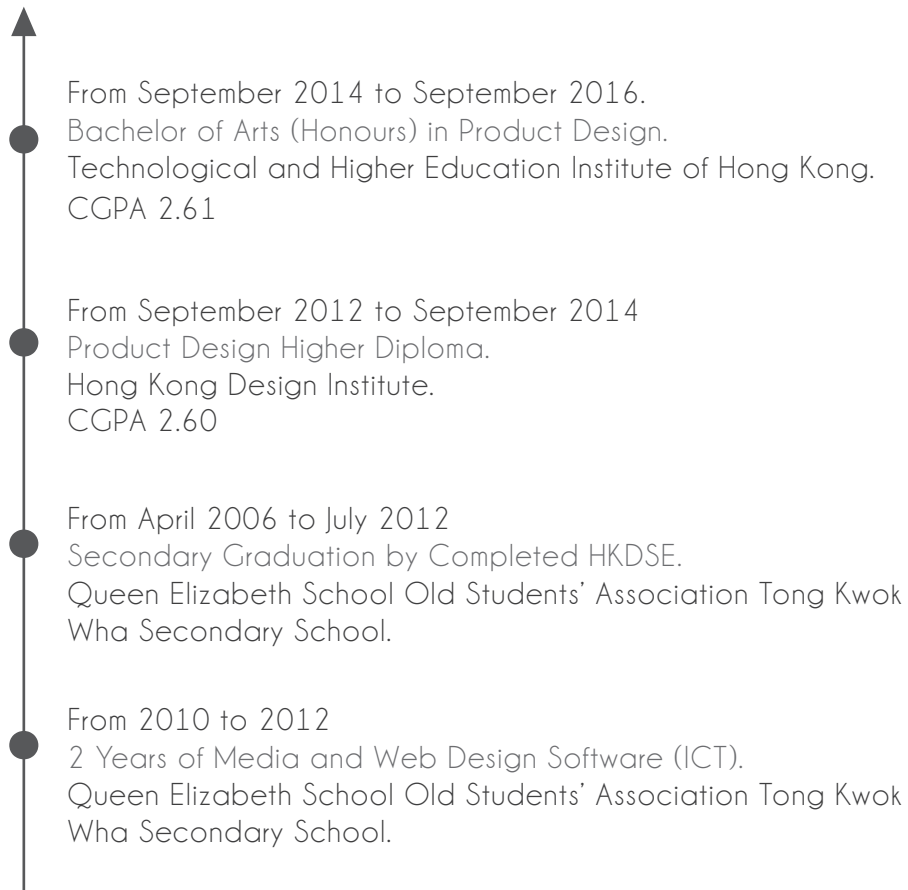 From September 2014 to September 2016.
Bachelor of Arts (Honours) in Product Design.
Technological and Higher Education Institute of Hong Kong.
CGPA 2.61
From September 2012 to September 2014
Product Design Higher Diploma.
Hong Kong Design Institute.
CGPA 2.60
From April 2006 to July 2012
Secondary Graduation by Completed HKDSE.
Queen Elizabeth School Old Students’ Association Tong Kwok
Wha Secondary School.
From 2010 to 2012
2 Years of Media and Web Design Software (ICT).
Queen Elizabeth School Old Students’ Association Tong Kwok
Wha Secondary School.